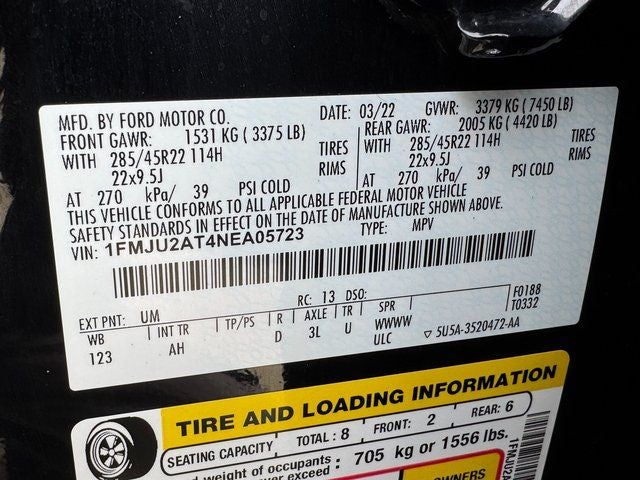 MFD. BY FORD MOTOR CO. DATE: 03/22 GVWR: 3379 KG ( 7450 LB)
FRONT GAWR: 1531 KG ( 3375 LB) REAR GAWR: 2005 KG ( 4420 LB)
WITH 285/45R22 114H TIRES WITH 285/45R22 114H TIRES
22x9.5J RIMS 22x9.5J RIMS
AT 270 kPa/ 39 PSI COLD AT 270 kPa/ 39 PSI COLD
THIS VEHICLE CONFORMS TO ALL APPLICABLE FEDERAL MOTOR VEHICLE
SAFETY STANDARDS IN EFFECT ON THE DATE OF MANUFACTURE SHOWN ABOVE.
VIN: 1FMJU2AT4NEA05723 TYPE: MPV
EXT PNT: UM RC: 13 DSO: F0188
WB INT TR TP/PS R AXLE TR SPR T0332
123 AH D 3L U WWWW
ULC ▽ 5U5A-3520472-AA
TIRE AND LOADING INFORMATION
SEATING CAPACITY TOTAL: 8 FRONT: 2 REAR: 6
weight of occupants : 705 kg or 1556 lbs.
exceed :
OWNERS
1FMJU2A